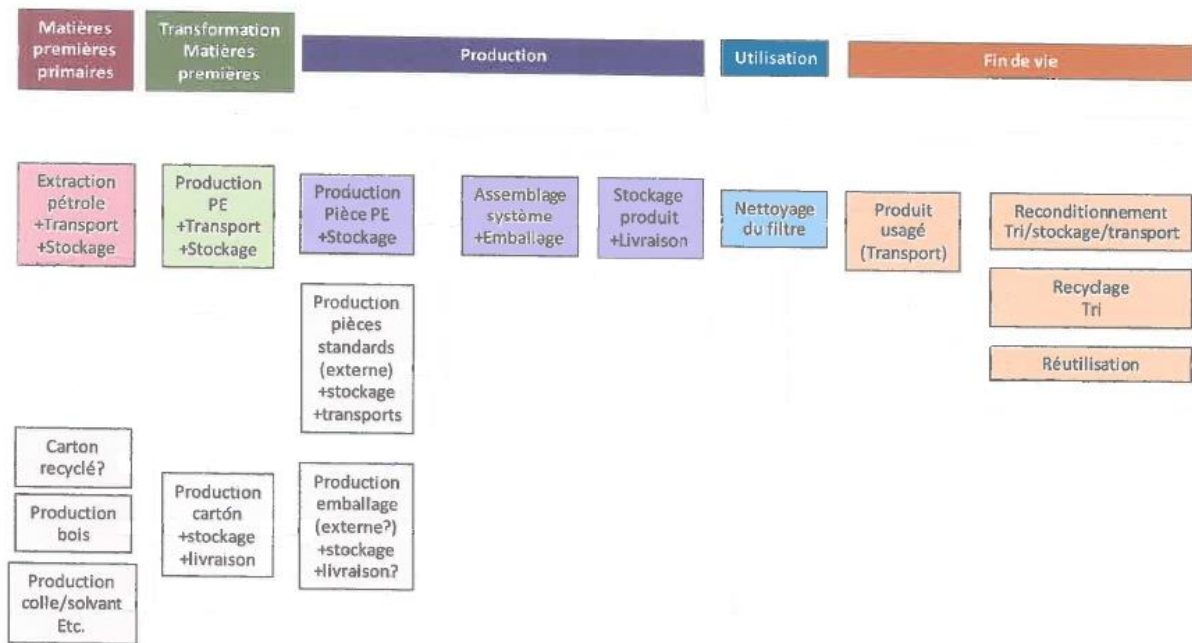 Matières
premières
primaires
Transformation
Matières
premières
Production
Utilisation
Fin de vie
Extraction
pétrole
+Transport
+Stockage
Production
PE
+Transport
+Stockage
Production
Pièce PE
+Stockage
Assemblage
système
+Emballage
Stockage
produit
+Livraison
Nettoyage
du filtre
Produit
usagé
(Transport)
Reconditionnement
Tri/stockage/transport
Recyclage
Tri
Réutilisation
Production
pièces
standards
(externe)
+stockage
+transports
Carton
recyclé?
Production
bois
Production
colle/solvant
Etc.
Production
cartón
+stockage
+livraison
Production
emballage
(externe?)
+stockage
+livraison?